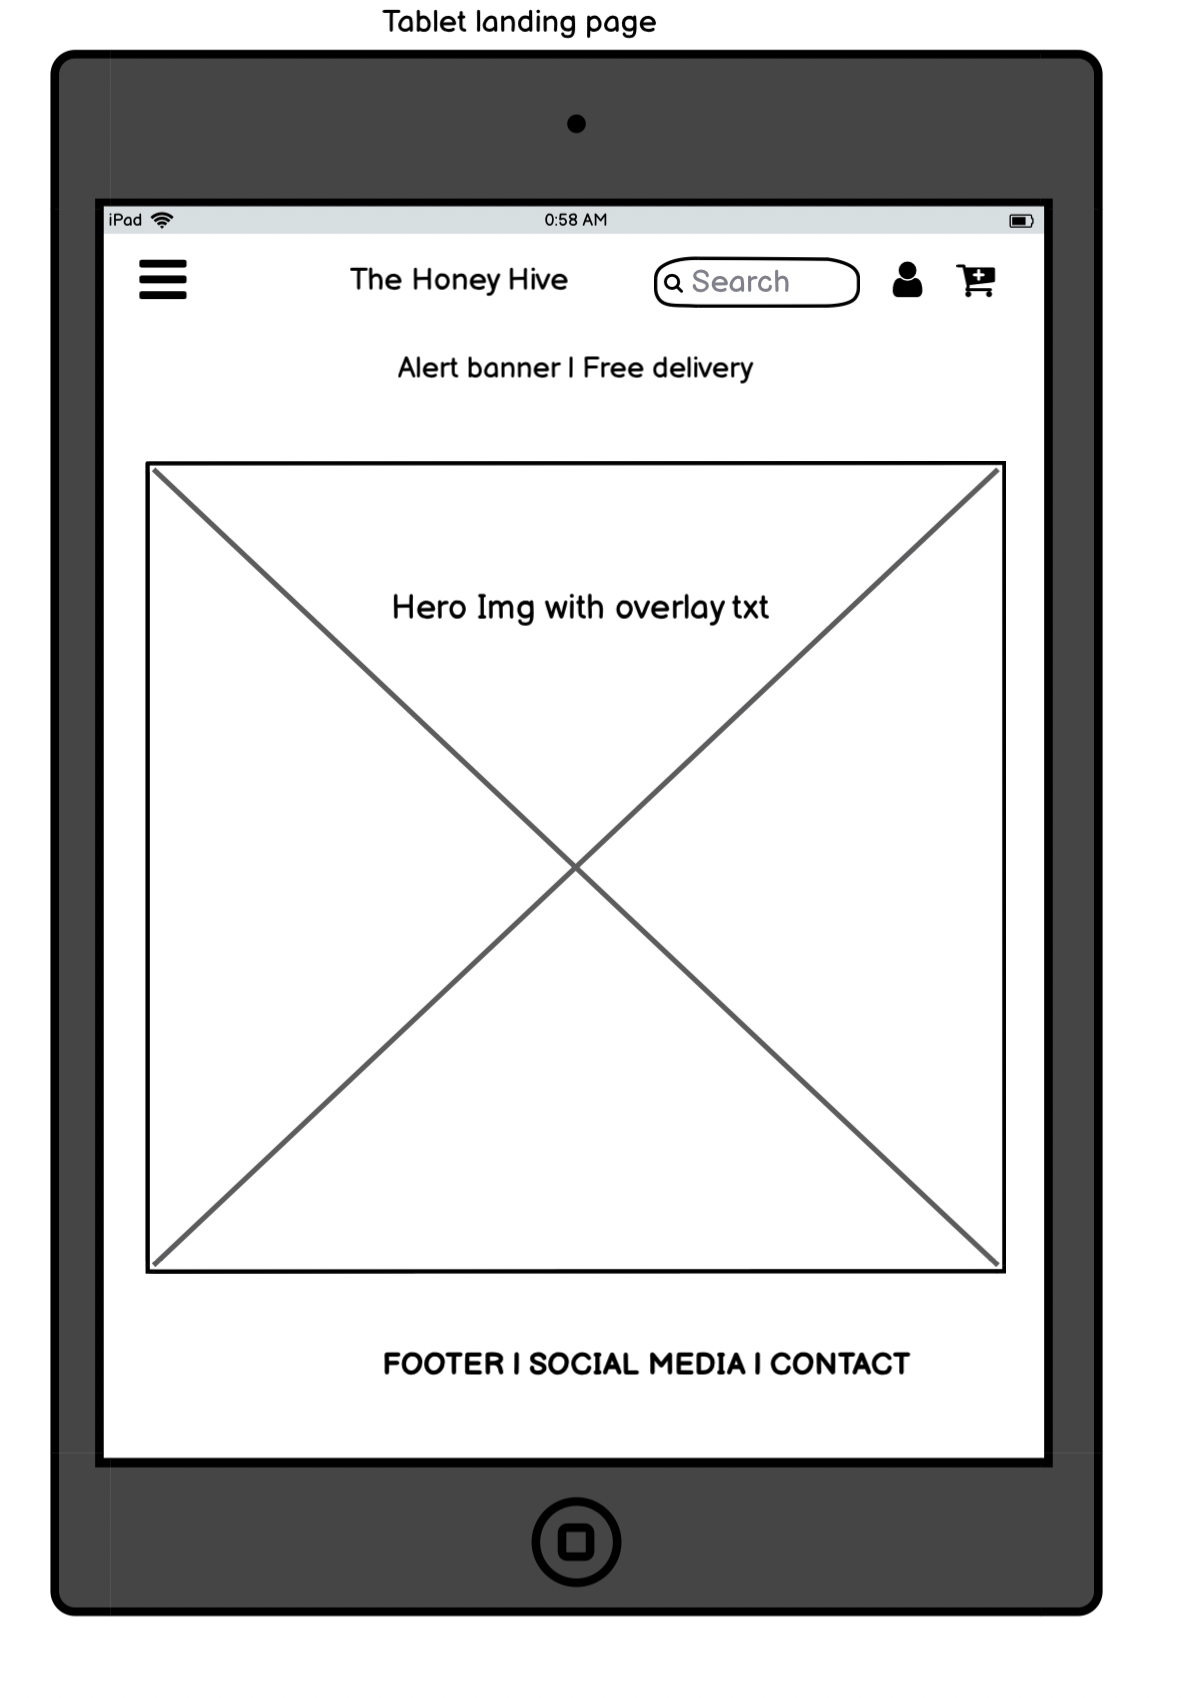 Tablet landing page
iPad 0:58 AM
The Honey Hive Search
Alert banner | Free delivery
Hero Img with overlay txt
FOOTER | SOCIAL MEDIA | CONTACT